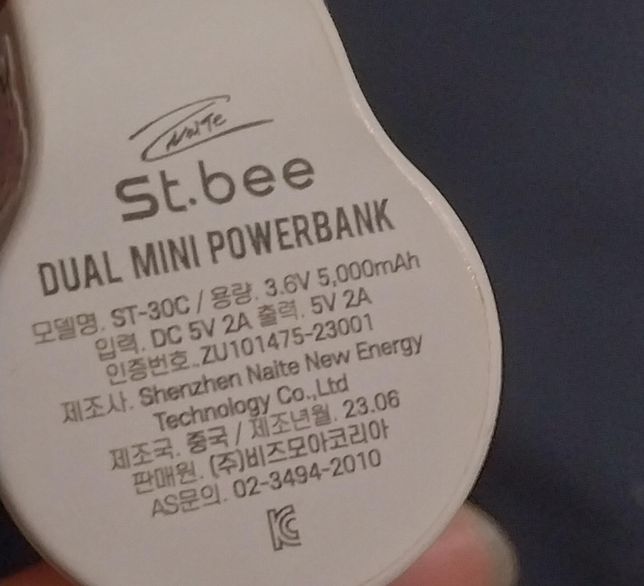 Naite
St.bee
DUAL MINI POWERBANK
모델명. ST-30C / 용량. 3.6V 5,000mAh
입력. DC 5V 2A 출력. 5V 2A
인증번호..ZU101475-23001
제조사. Shenzhen Naite New Energy
Technology Co.,Ltd
제조국. 중국 / 제조년월. 23.06
판매원. (주)비즈모아코리아
AS문의. 02-3494-2010
KC